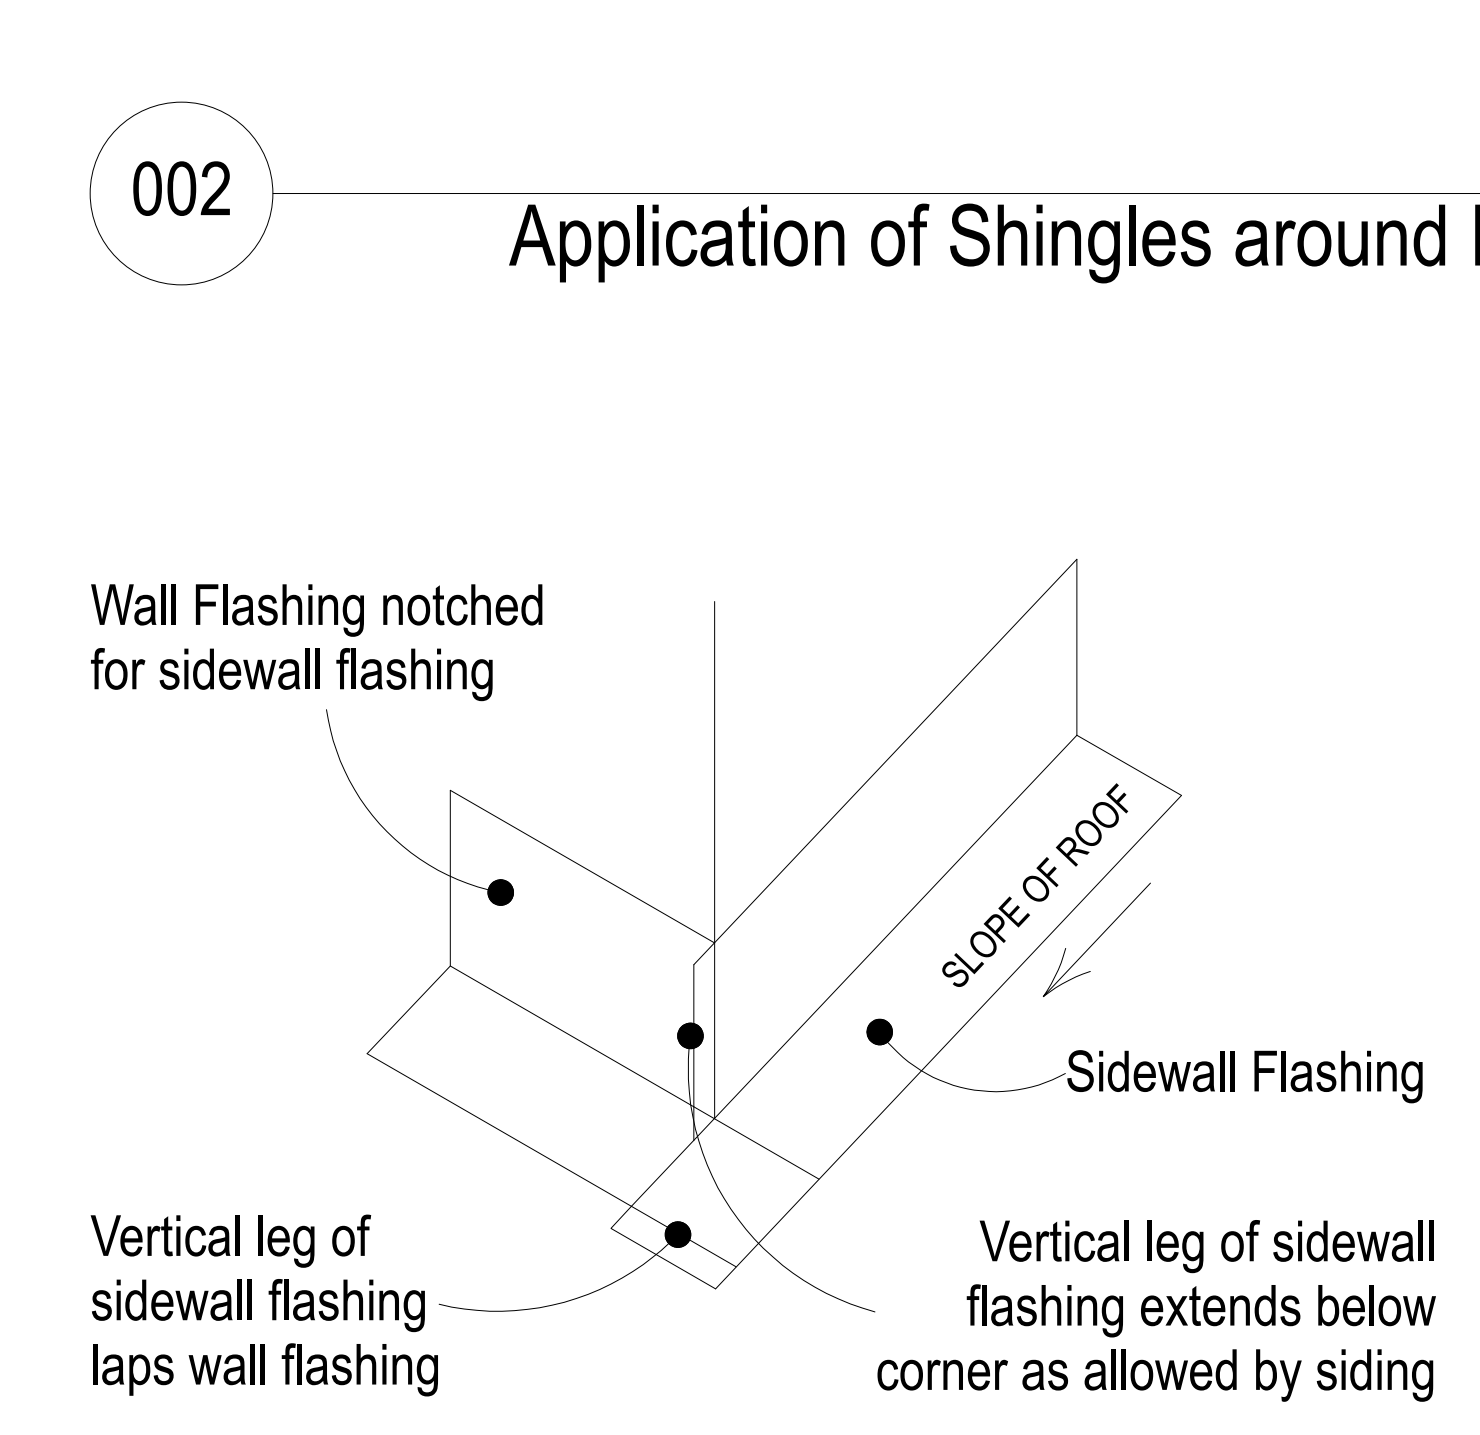 002
Application of Shingles around
Wall Flashing notched
for sidewall flashing
SLOPE OF ROOF
Sidewall Flashing
Vertical leg of
sidewall flashing
laps wall flashing
Vertical leg of sidewall
flashing extends below
corner as allowed by siding